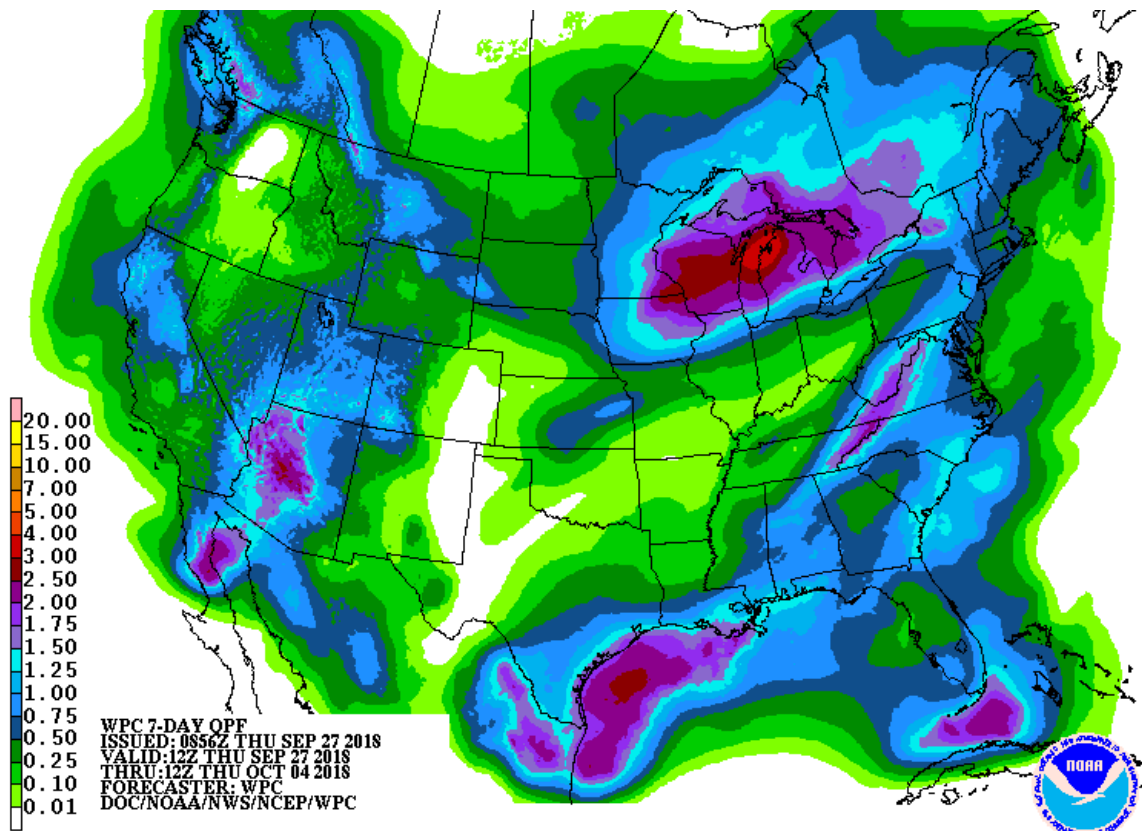 20.00
15.00
10.00
7.00
5.00
4.00
3.00
2.50
2.00
1.75
1.50
1.25
1.00
0.75
0.50
0.25
0.10
0.01
WPC 7-DAY QPF
ISSUED: 0856Z THU SEP 27 2018
VALID:12Z THU SEP 27 2018
THRU:12Z THU OCT 04 2018
FORECASTER: WPC
DOC/NOAA/NWS/NCEP/WPC
NOAA